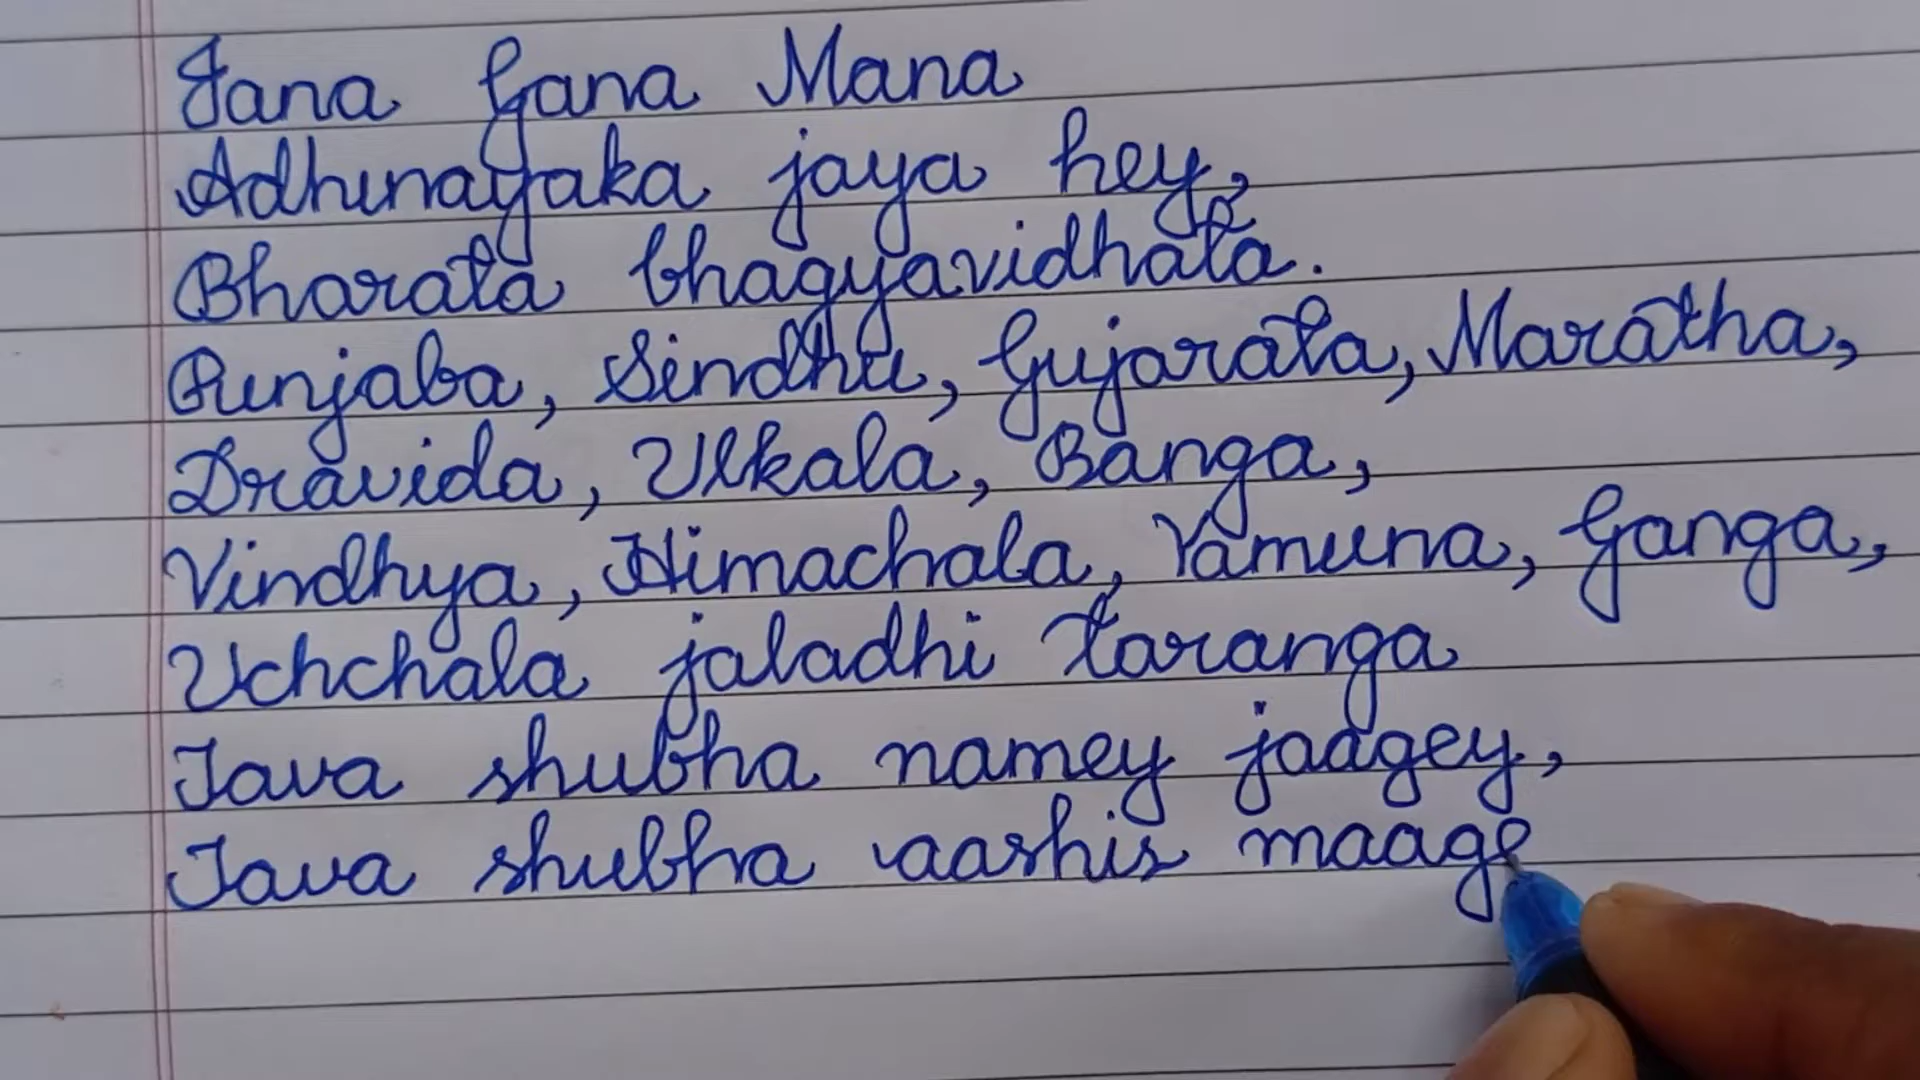 Jana Gana Mana
Adhinayaka jaya hey,
Bharata bhagyavidhata.
Punjaba, Sindhu, Gujarata, Maratha,
Dravida, Utkala, Banga,
Vindhya, Himachala, Yamuna, Ganga,
Uchchala jaladhi taranga
Tava shubha namey jaagey,
Tava shubha aashis maage